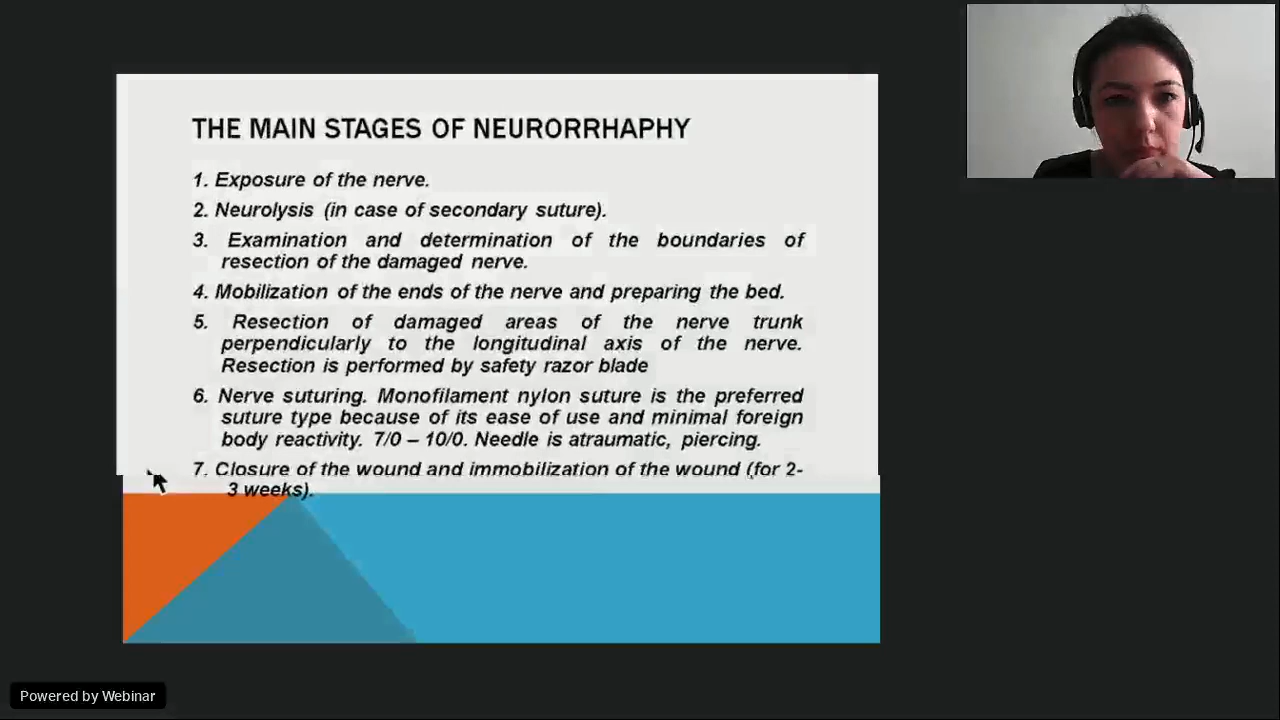 THE MAIN STAGES OF NEURORRHAPHY
1. Exposure of the nerve.
2. Neurolysis (in case of secondary suture).
3. Examination and determination of the boundaries of
resection of the damaged nerve.
4. Mobilization of the ends of the nerve and preparing the bed.
5. Resection of damaged areas of the nerve trunk
perpendicularly to the longitudinal axis of the nerve.
Resection is performed by safety razor blade
6. Nerve suturing. Monofilament nylon suture is the preferred
suture type because of its ease of use and minimal foreign
body reactivity. 7/0 – 10/0. Needle is atraumatic, piercing.
7. Closure of the wound and immobilization of the wound (for 2-
3 weeks).
Powered by Webinar